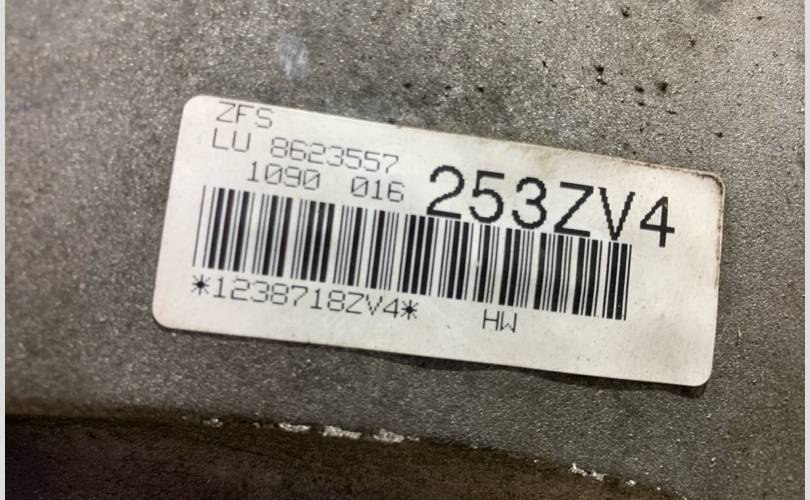 ZFS
LU 8623557
1090 016
253ZV4
*1238718ZV4*
HW